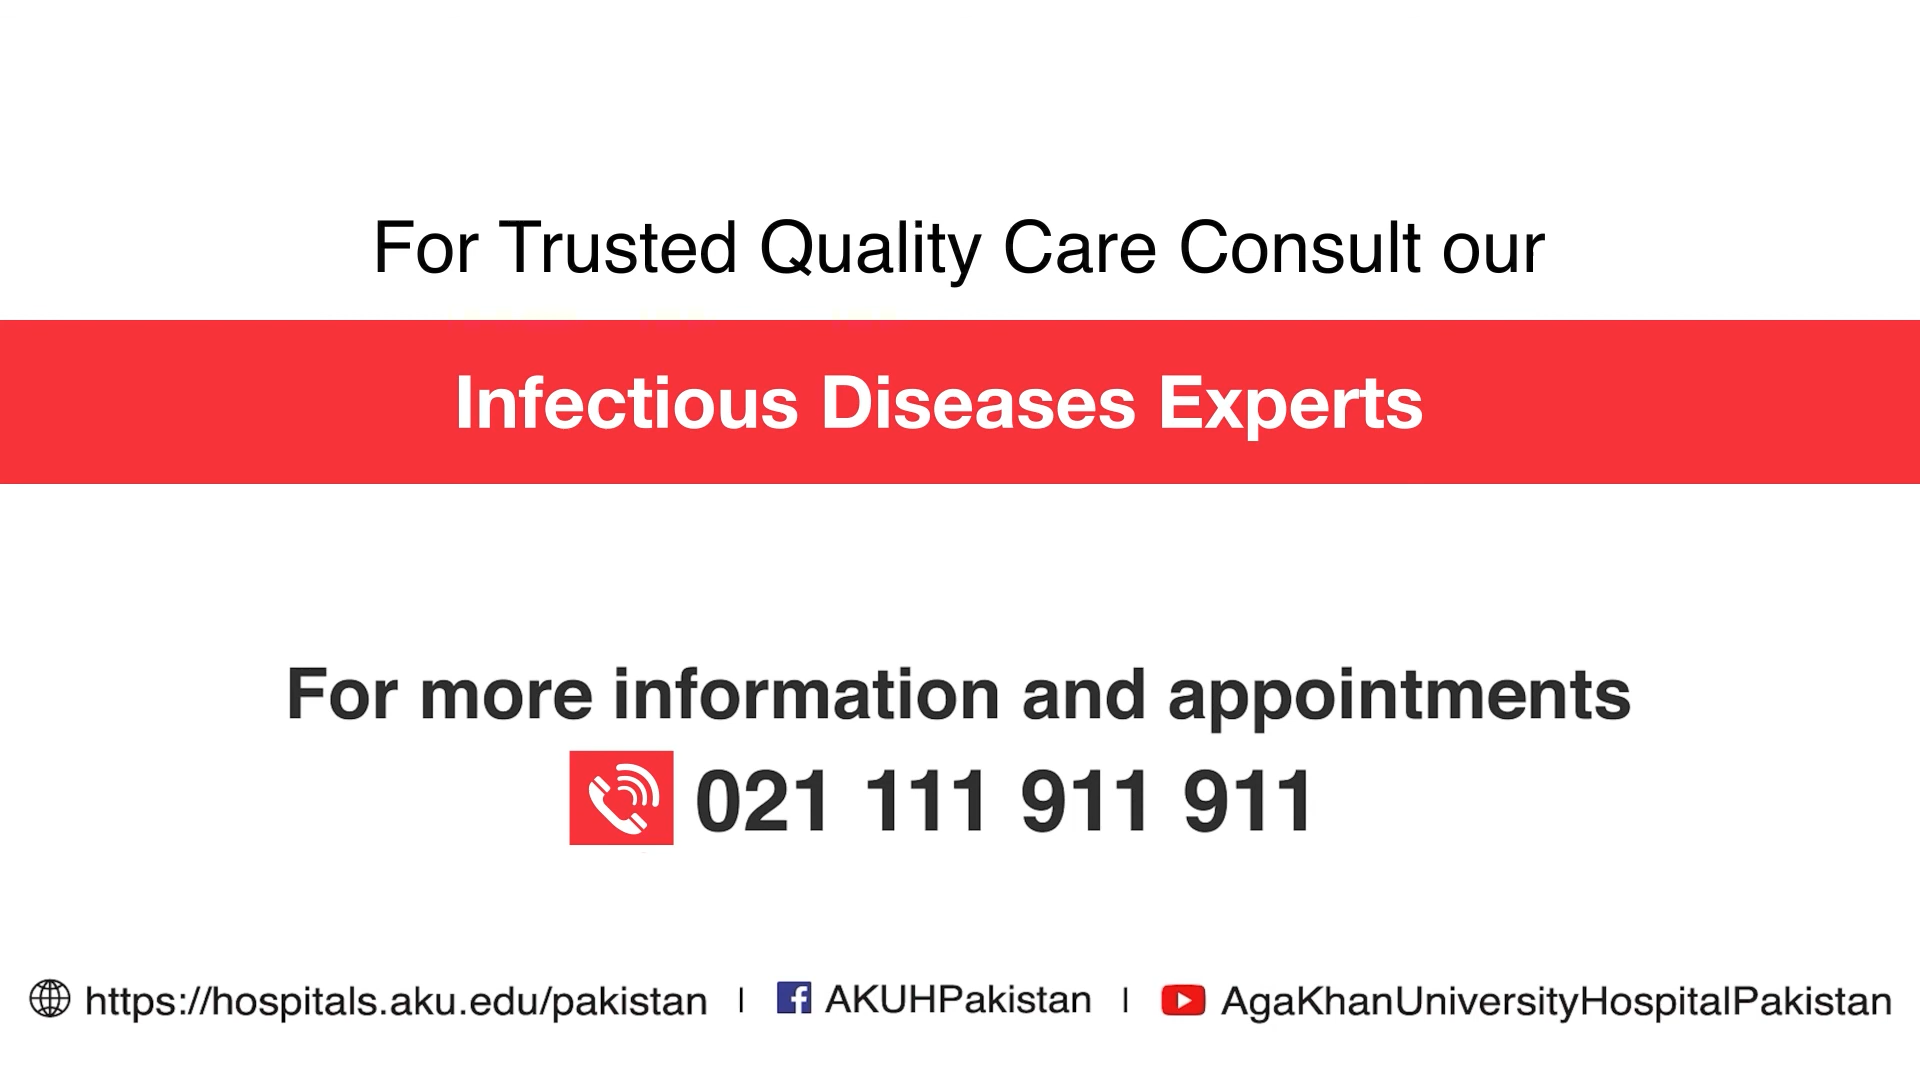 For Trusted Quality Care Consult our
Infectious Diseases Experts
For more information and appointments
021 111 911 911
https://hospitals.aku.edu/pakistan | AKUHPakistan | AgaKhanUniversityHospitalPakistan